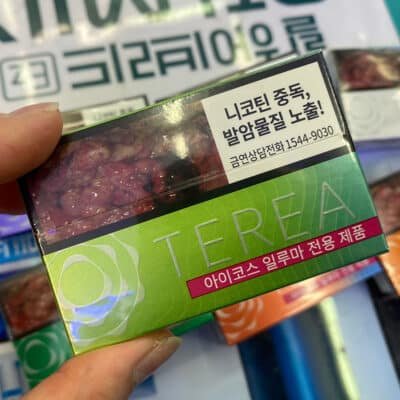 니코틴 중독,
발암물질 노출!
금연상담전화 1544-9030
TEREA
아이코스 일루마 전용 제품